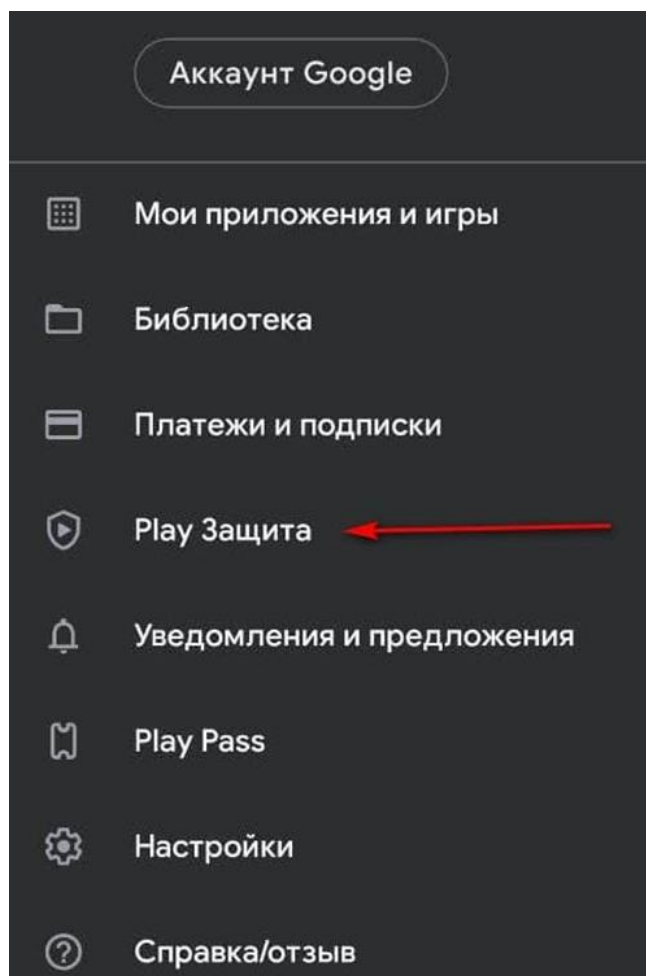 Аккаунт Google
Мои приложения и игры
Библиотека
Платежи и подписки
Play Защита
Уведомления и предложения
Play Pass
Настройки
Справка/отзыв